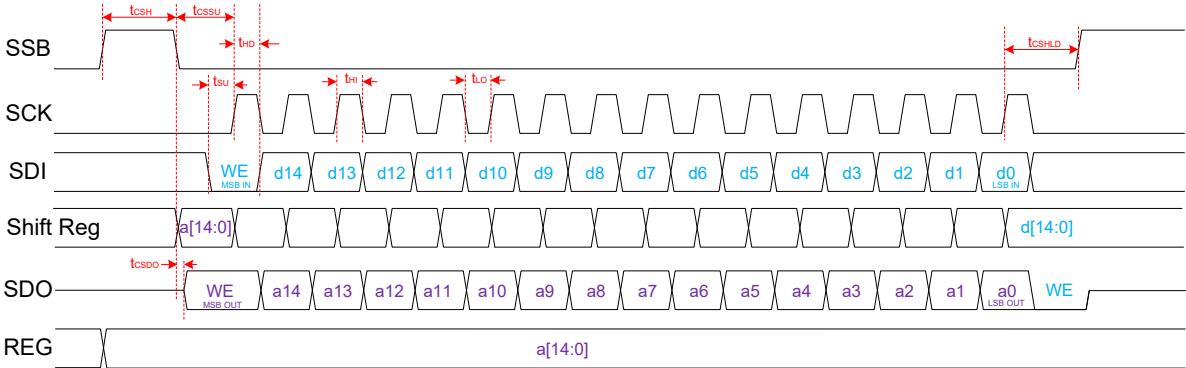 tCSH tCSSU
SSB tHD tCSHLD
tSU tHI tLO
SCK
SDI WE d14 d13 d12 d11 d10 d9 d8 d7 d6 d5 d4 d3 d2 d1 d0
MSB IN LSB IN
Shift Reg a[14:0] d[14:0]
tCSDO
SDO WE a14 a13 a12 a11 a10 a9 a8 a7 a6 a5 a4 a3 a2 a1 a0 WE
MSB OUT LSB OUT
REG a[14:0]